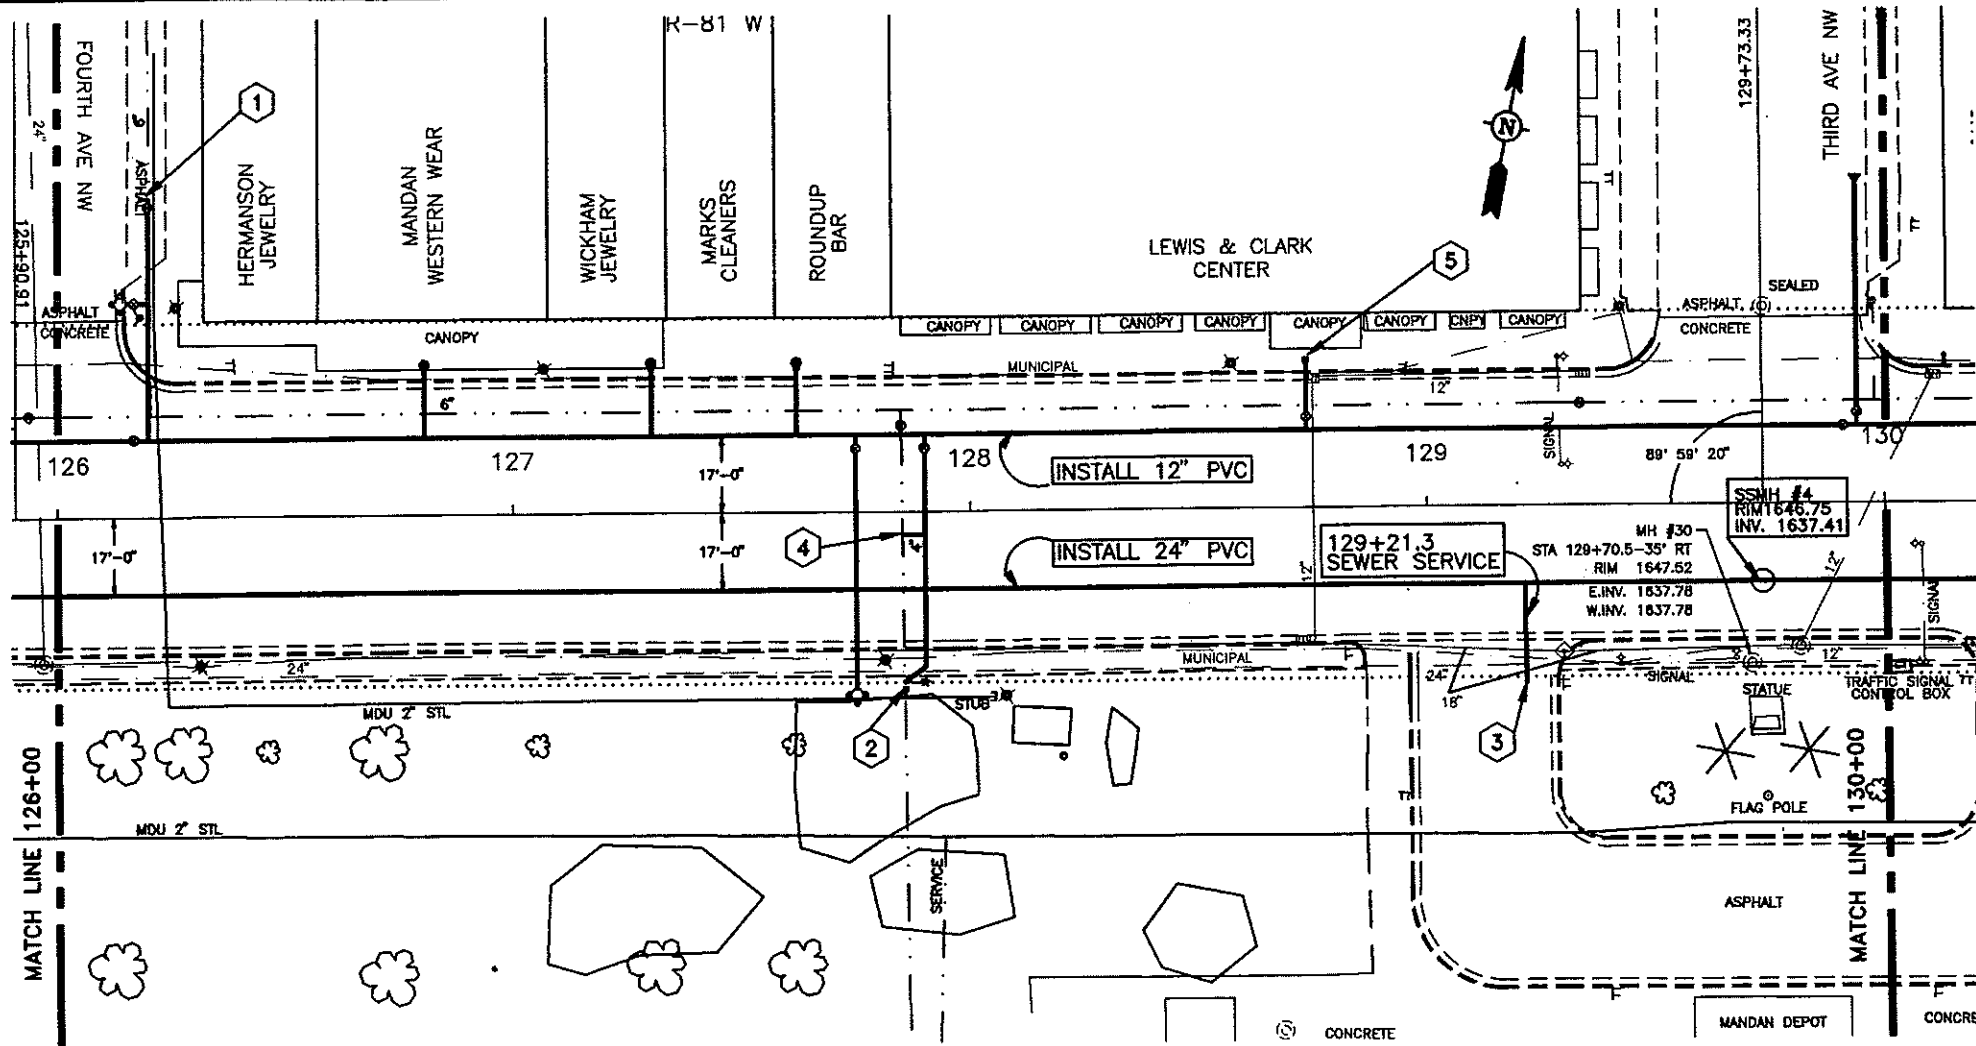 R-81 W
FOURTH AVE NW
24"
125+90.91
1
ASPHALT
HERMANSON
JEWELRY
MANDAN
WESTERN WEAR
WICKHAM
JEWELRY
MARKS
CLEANERS
ROUNDUP
BAR
LEWIS & CLARK
CENTER
5
N
129+73.33
THIRD AVE NW
SEALED
ASPHALT
CONCRETE
ASPHALT
CONCRETE
CANOPY
CANOPY
CANOPY
CANOPY
CANOPY
CANOPY
CANOPY
CNPY
CANOPY
MUNICIPAL
6"
12"
SIGNAL
126
127
128
129
130
17'-0"
17'-0"
17'-0"
INSTALL 12" PVC
INSTALL 24" PVC
89° 59' 20"
SSMH #4
RIM1646.75
INV. 1637.41
4
129+21.3
SEWER SERVICE
MH #30
STA 129+70.5-35' RT
RIM 1647.52
E.INV. 1637.78
W.INV. 1637.78
12"
12"
SIGNAL
24"
MUNICIPAL
24"
18"
SIGNAL
12"
STATUE
TRAFFIC SIGNAL
CONTROL BOX
MDU 2" STL
STUB
2
3
MATCH LINE 126+00
MATCH LINE 130+00
FLAG POLE
MDU 2" STL
SERVICE
ASPHALT
MANDAN DEPOT
CONCRETE
CONCRE